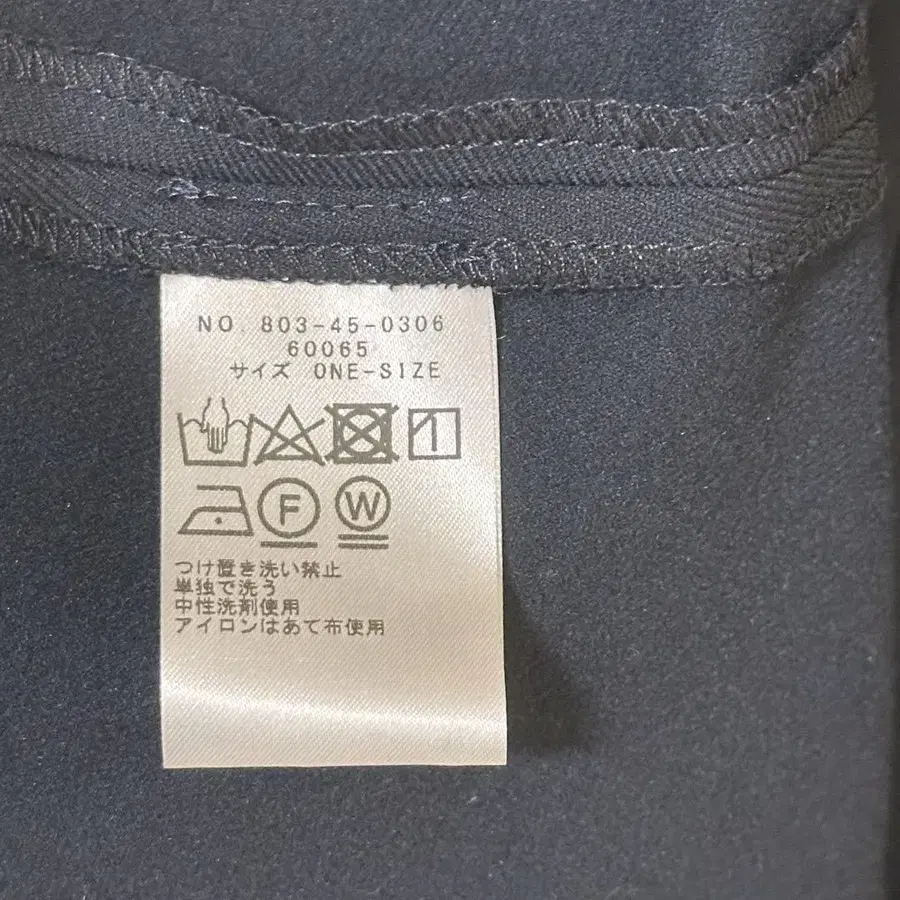 NO. 803-45-0306
60065
サイズ ONE-SIZE
F W
つけ置き洗い禁止
単独で洗う
中性洗剤使用
アイロンはあて布使用